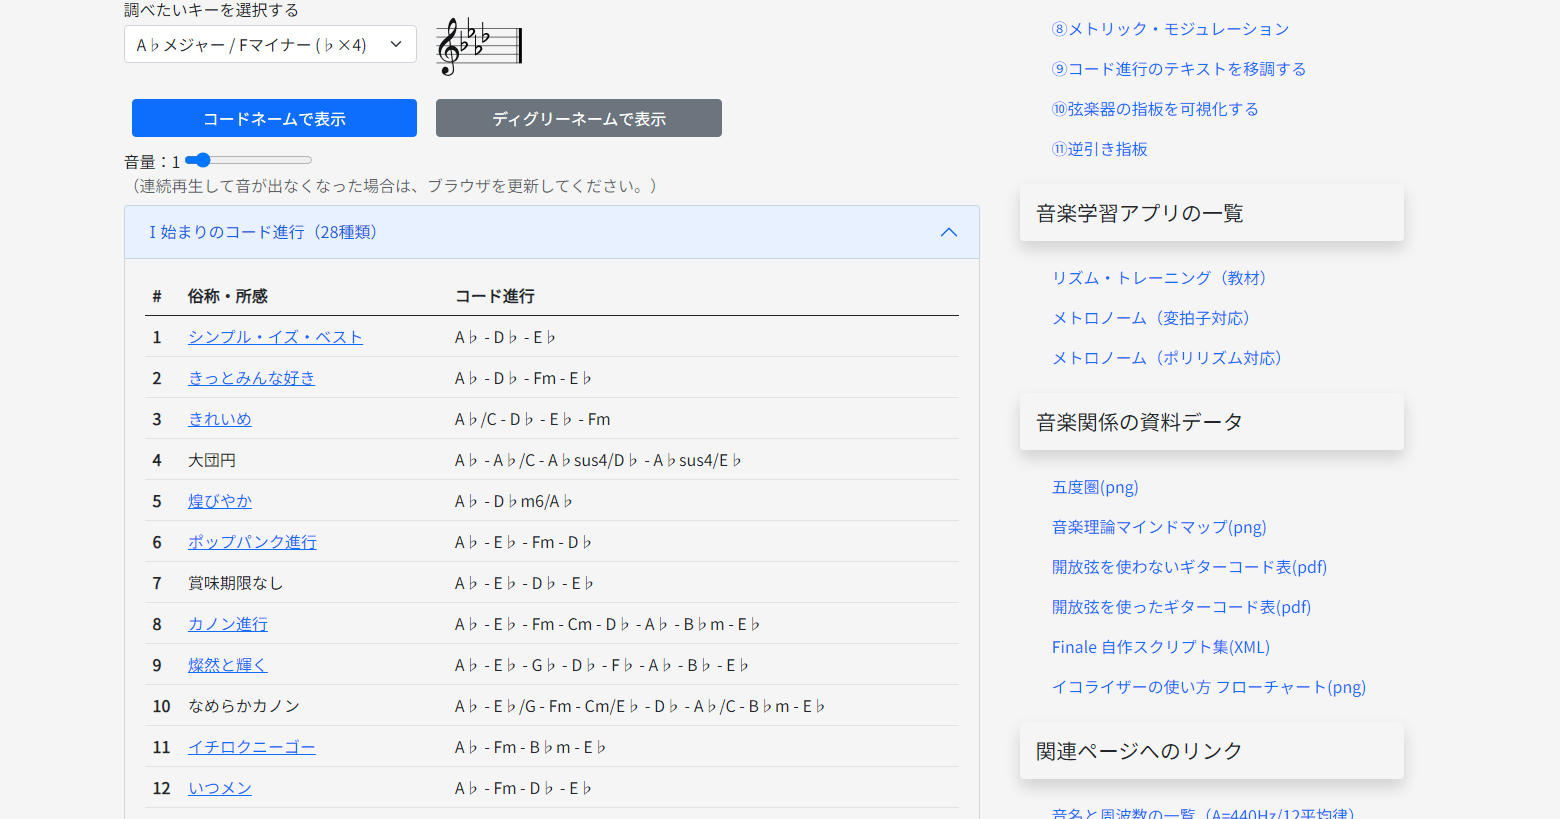 調べたいキーを選択する
A♭メジャー / Fマイナー (♭×4)
コードネームで表示
ディグリーネームで表示
音量：1
（連続再生して音が出なくなった場合は、ブラウザを更新してください。）
Ⅰ 始まりのコード進行（28種類）
# 俗称・所感 コード進行
1 シンプル・イズ・ベスト A♭ - D♭ - E♭
2 きっとみんな好き A♭ - D♭ - Fm - E♭
3 きれいめ A♭/C - D♭ - E♭ - Fm
4 大団円 A♭ - A♭/C - A♭sus4/D♭ - A♭sus4/E♭
5 煌びやか A♭ - D♭m6/A♭
6 ポップパンク進行 A♭ - E♭ - Fm - D♭
7 賞味期限なし A♭ - E♭ - D♭ - E♭
8 カノン進行 A♭ - E♭ - Fm - Cm - D♭ - A♭ - B♭m - E♭
9 燦然と輝く A♭ - E♭ - G♭ - D♭ - F♭ - A♭ - B♭ - E♭
10 なめらかカノン A♭ - E♭/G - Fm - Cm/E♭ - D♭ - A♭/C - B♭m - E♭
11 イチロクニーゴー A♭ - Fm - B♭m - E♭
12 いつメン A♭ - Fm - D♭ - E♭
⑧メトリック・モジュレーション
⑨コード進行のテキストを移調する
⑩弦楽器の指板を可視化する
⑪逆引き指板
音楽学習アプリの一覧
リズム・トレーニング（教材）
メトロノーム（変拍子対応）
メトロノーム（ポリリズム対応）
音楽関係の資料データ
五度圏(png)
音楽理論マインドマップ(png)
開放弦を使わないギターコード表(pdf)
開放弦を使ったギターコード表(pdf)
Finale 自作スクリプト集(XML)
イコライザーの使い方 フローチャート(png)
関連ページへのリンク
音名と周波数の一覧（A=440Hz/12平均律）